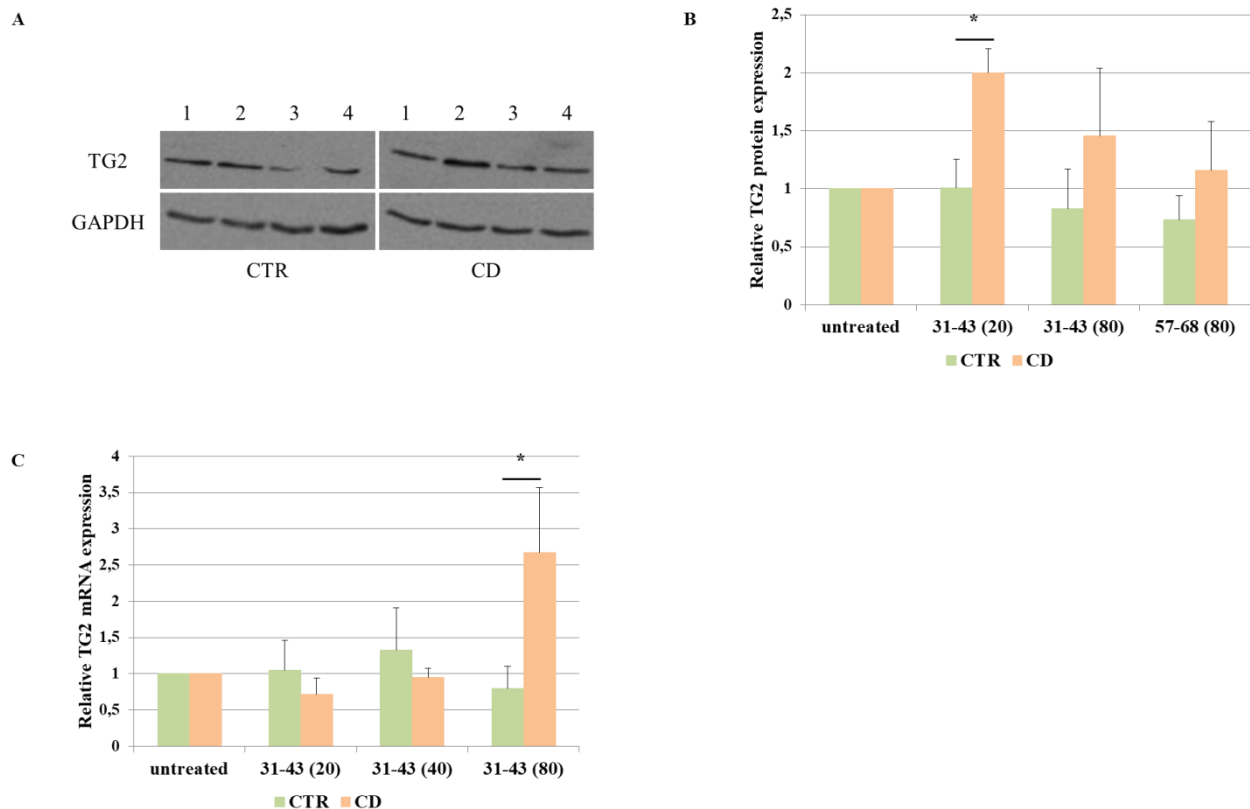 A
1 2 3 4 1 2 3 4
TG2
GAPDH
CTR CD
B
Relative TG2 protein expression
2,5
2
1,5
1
0,5
0
*
untreated 31-43 (20) 31-43 (80) 57-68 (80)
CTR CD
C
Relative TG2 mRNA expression
4
3,5
3
2,5
2
1,5
1
0,5
0
*
untreated 31-43 (20) 31-43 (40) 31-43 (80)
CTR CD